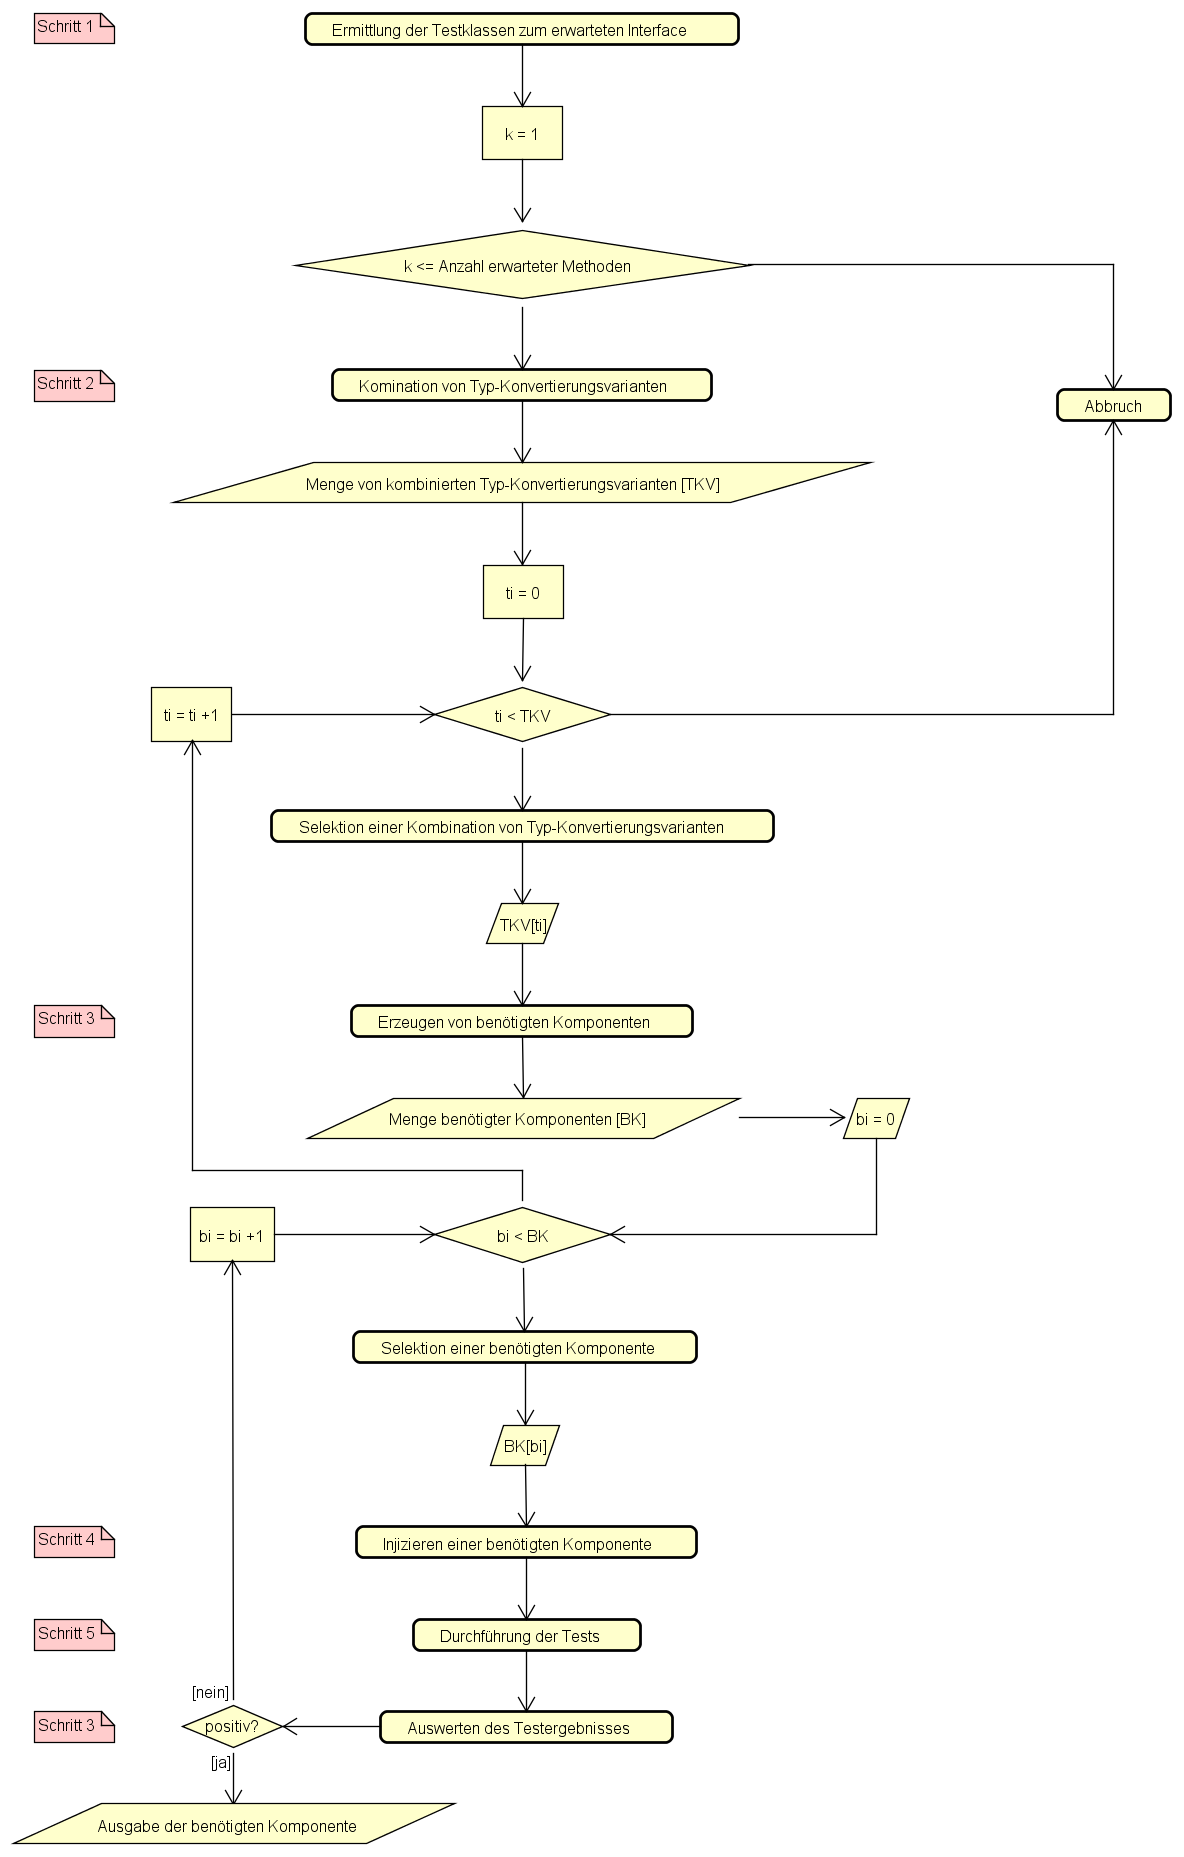 Schritt 1
Ermittlung der Testklassen zum erwarteten Interface
k = 1
k <= Anzahl erwarteter Methoden
Schritt 2
Komination von Typ-Konvertierungsvarianten
Abbruch
Menge von kombinierten Typ-Konvertierungsvarianten [TKV]
ti = 0
ti = ti +1
ti < TKV
Selektion einer Kombination von Typ-Konvertierungsvarianten
TKV[ti]
Schritt 3
Erzeugen von benötigten Komponenten
Menge benötigter Komponenten [BK]
bi = 0
bi = bi +1
bi < BK
Selektion einer benötigten Komponente
BK[bi]
Schritt 4
Injizieren einer benötigten Komponente
Schritt 5
Durchführung der Tests
[nein]
Schritt 3
positiv?
Auswerten des Testergebnisses
[ja]
Ausgabe der benötigten Komponente